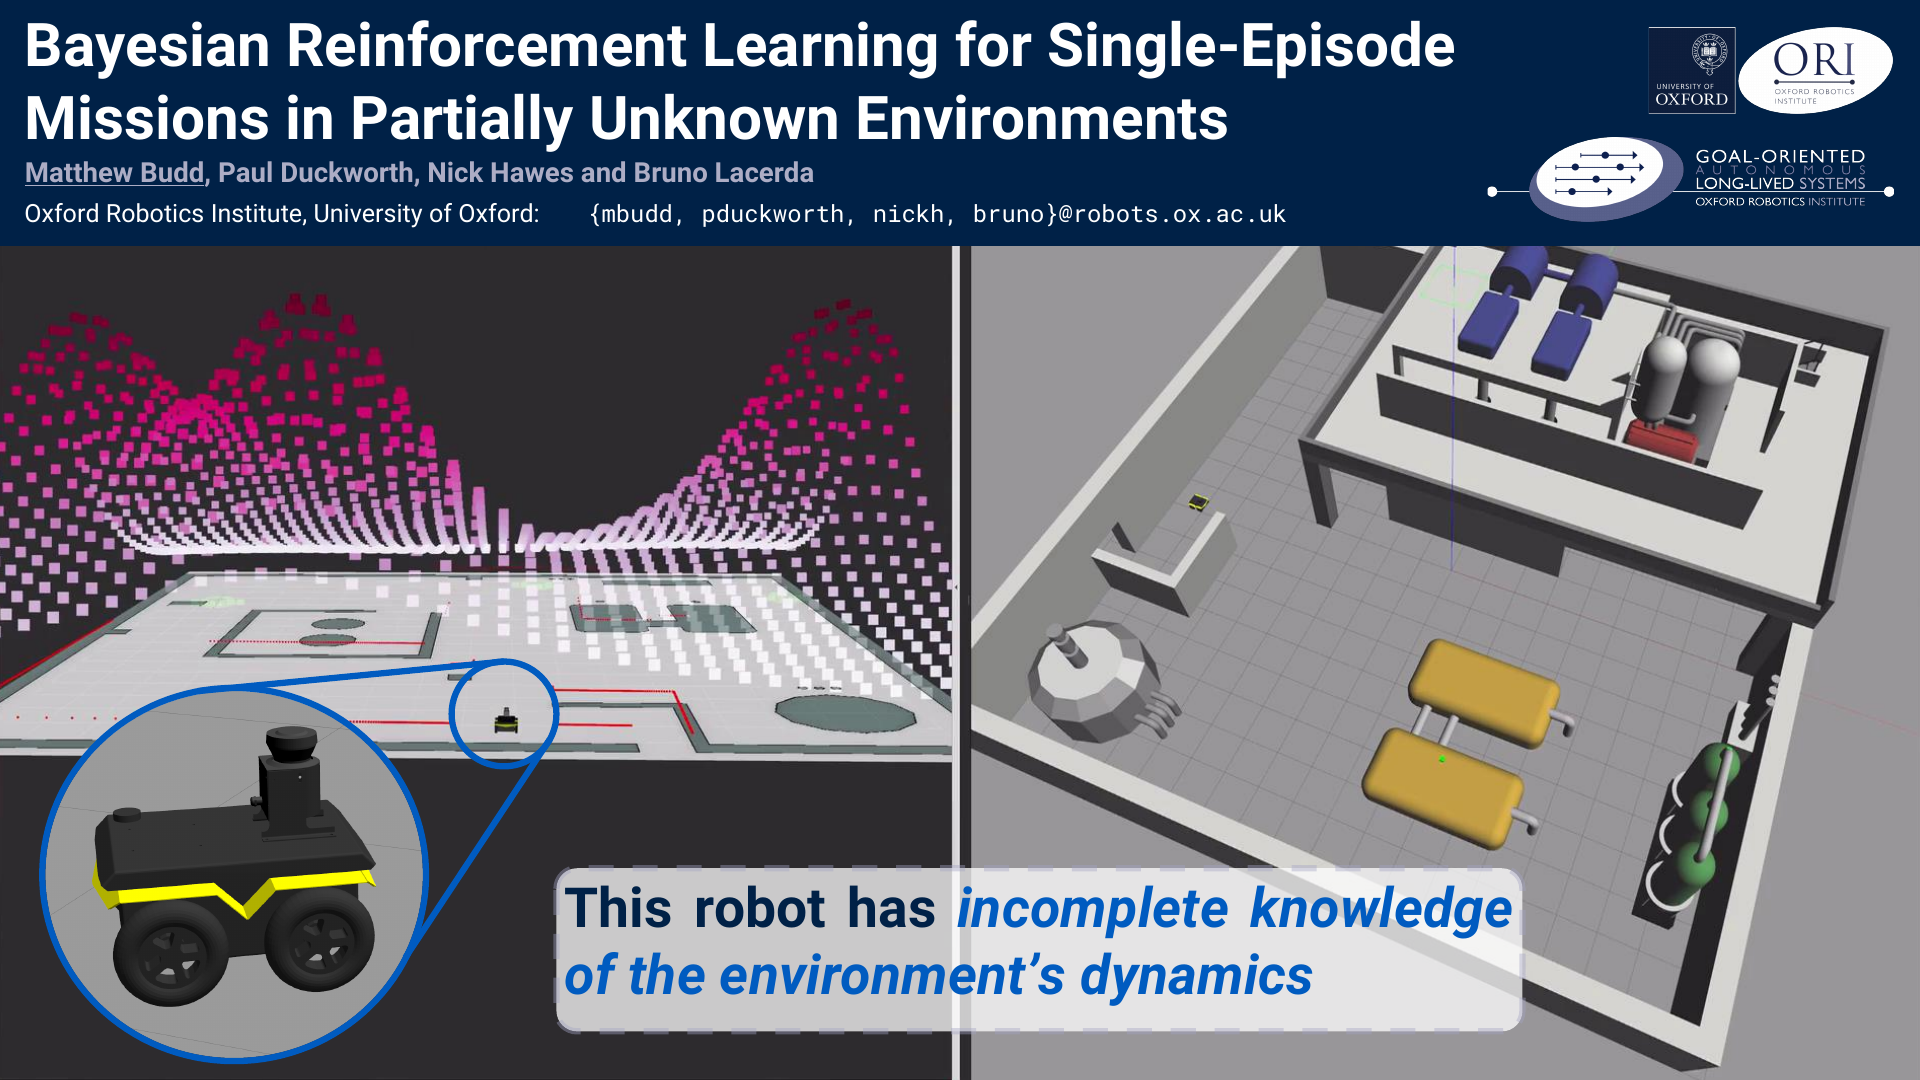 Bayesian Reinforcement Learning for Single-Episode
Missions in Partially Unknown Environments
Matthew Budd, Paul Duckworth, Nick Hawes and Bruno Lacerda
Oxford Robotics Institute, University of Oxford: {mbudd, pduckworth, nickh, bruno}@robots.ox.ac.uk
UNIVERSITY OF
OXFORD
ORI
OXFORD ROBOTICS
INSTITUTE
GOAL-ORIENTED
AUTONOMOUS
LONG-LIVED SYSTEMS
OXFORD ROBOTICS INSTITUTE
This robot has incomplete knowledge
of the environment's dynamics